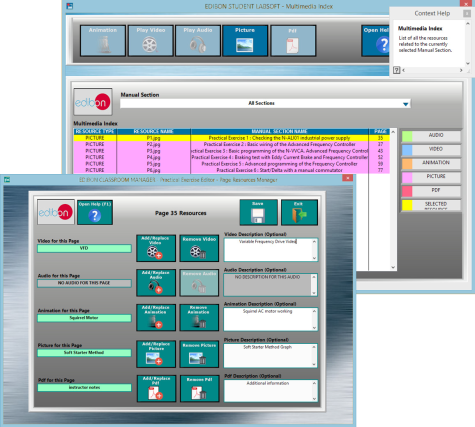 EDIBON STUDENT LABSOFT - Multimedia Index
Animation
Play Video
Play Audio
Picture
Pdf
Open Help
Context Help
Multimedia Index
List of all the resources
related to the currently
selected Manual Section.
edibon
Manual Section
All Sections
Multimedia Index
RESOURCE TYPE RESOURCE NAME MANUAL SECTION NAME PAGE
PICTURE P1.jpg Practical Exercise 1 : Checking the N-ALI01 industrial power supply 35
PICTURE P2.jpg Practical Exercise 2 : Basic wiring of the Advanced Frequency Controller 37
PICTURE P3.jpg ctical Exercise 3 : Basic programming of the N-VVCA. Advanced Frequency Control 43
PICTURE P4.jpg Practical Exercise 4 : Braking test with Eddy Current Brake and Frequency Controller 52
PICTURE P5.jpg Practical Exercise 5 : Advanced programming of the Advanced Frequency Controller 59
PICTURE P6.jpg Practical Exercise 6 : Start/Delta with a manual commutator 77
AUDIO
VIDEO
ANIMATION
PICTURE
PDF
SELECTED
RESOURCE
EDIBON CLASSROOM MANAGER - Practical Exercise Editor - Page Resources Manager
edibon
Open Help (F1)
Page 35 Resources
Save
Exit
Video for this Page
VFD
Add/Replace
Video
Remove Video
Video Description (Optional)
Variable Frequency Drive Video
Audio for this Page
NO AUDIO FOR THIS PAGE
Add/Replace
Audio
Remove Audio
Audio Description (Optional)
NO DESCRIPTION FOR THIS AUDIO
Animation for this Page
Squirrel Motor
Add/Replace
Animation
Remove
Animation
Animation Description (Optional)
Squirel AC motor working
Picture for this Page
Soft Starter Method
Add/Replace
Picture
Remove Picture
Picture Description (Optional)
Soft Starter Method Graph
Pdf for this Page
instructor notes
Add/Replace
Pdf
Remove Pdf
Pdf Description (Optional)
Additional information